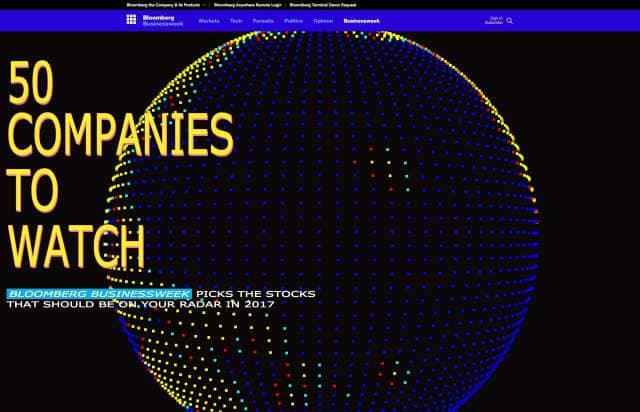 Bloomberg the Company & Its Products
Bloomberg Anywhere Remote Login
Bloomberg Terminal Demo Request
Bloomberg
Businessweek
Markets
Tech
Pursuits
Politics
Opinion
Businessweek
Sign In
Subscribe
50
COMPANIES
TO
WATCH
BLOOMBERG BUSINESSWEEK PICKS THE STOCKS
THAT SHOULD BE ON YOUR RADAR IN 2017